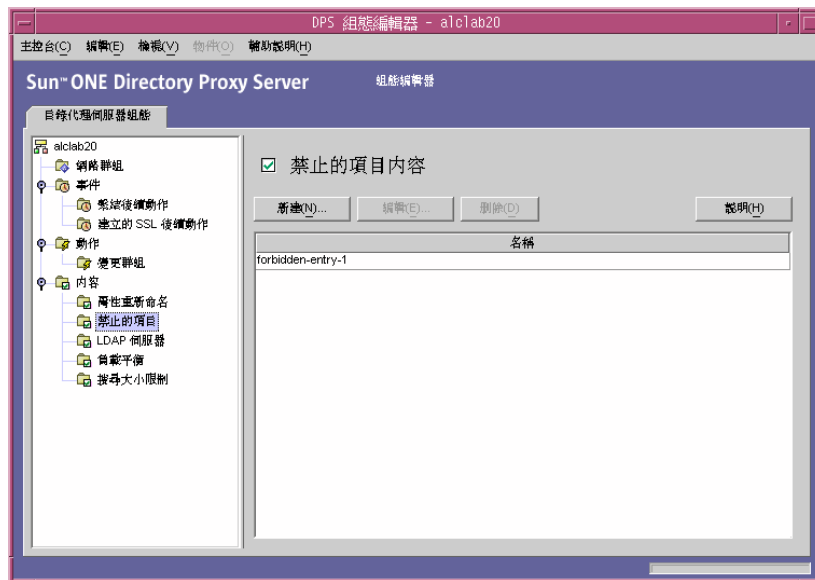 DPS 組態編輯器 - alclab20
主控台(C) 編輯(E) 檢視(V) 物件(O) 輔助說明(H)
Sun™ ONE Directory Proxy Server 組態編輯器
目錄代理伺服器組態
alclab20
網路群組
事件
繫結後續動作
建立的 SSL 後續動作
動作
變更群組
內容
屬性重新命名
禁止的項目
LDAP 伺服器
負載平衡
搜尋大小限制
禁止的項目內容
新建(N)... 編輯(E)... 刪除(D) 說明(H)
名稱
forbidden-entry-1